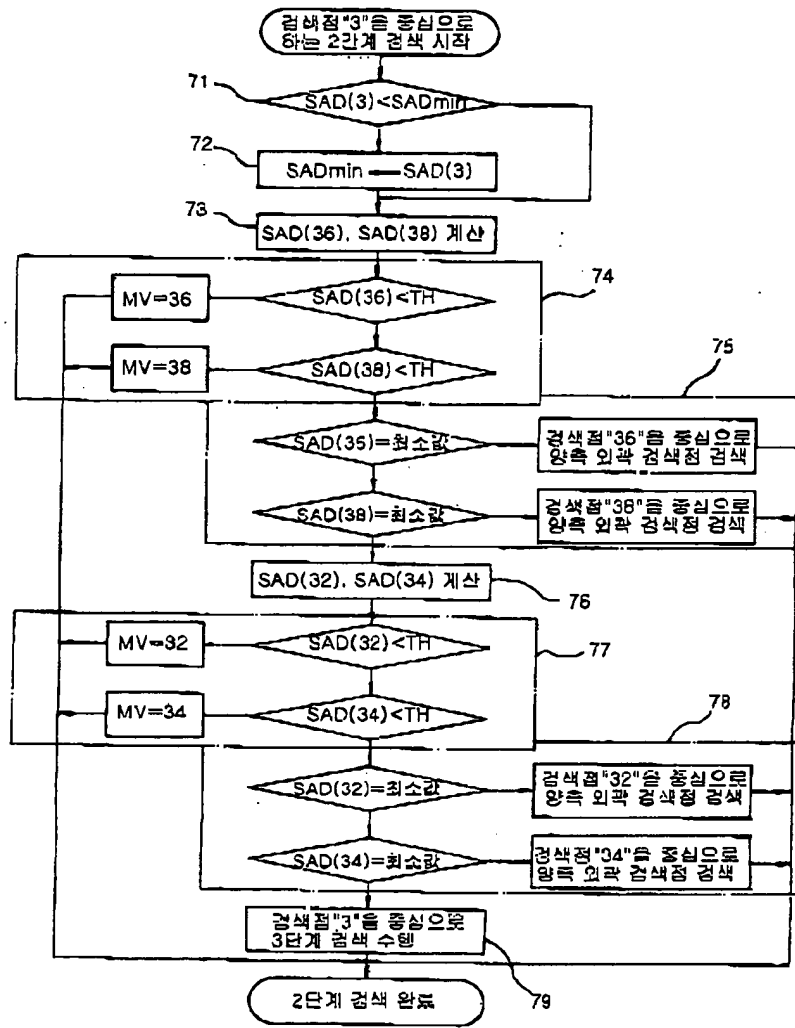 검색점"3"을 중심으로
하는 2단계 검색 시작
71
SAD(3)<SADmin
72
SADmin ← SAD(3)
73
SAD(36), SAD(38) 계산
74
MV=36
SAD(36)<TH
MV=38
SAD(38)<TH
75
SAD(36)=최소값
검색점"36"을 중심으로
양측 외곽 검색점 검색
SAD(38)=최소값
검색점"38"을 중심으로
양측 외곽 검색점 검색
SAD(32), SAD(34) 계산
76
MV=32
SAD(32)<TH
77
MV=34
SAD(34)<TH
78
SAD(32)=최소값
검색점"32"을 중심으로
양측 외곽 검색점 검색
SAD(34)=최소값
검색점"34"을 중심으로
양측 외곽 검색점 검색
검색점"3"을 중심으로
3단계 검색 수행
79
2단계 검색 완료